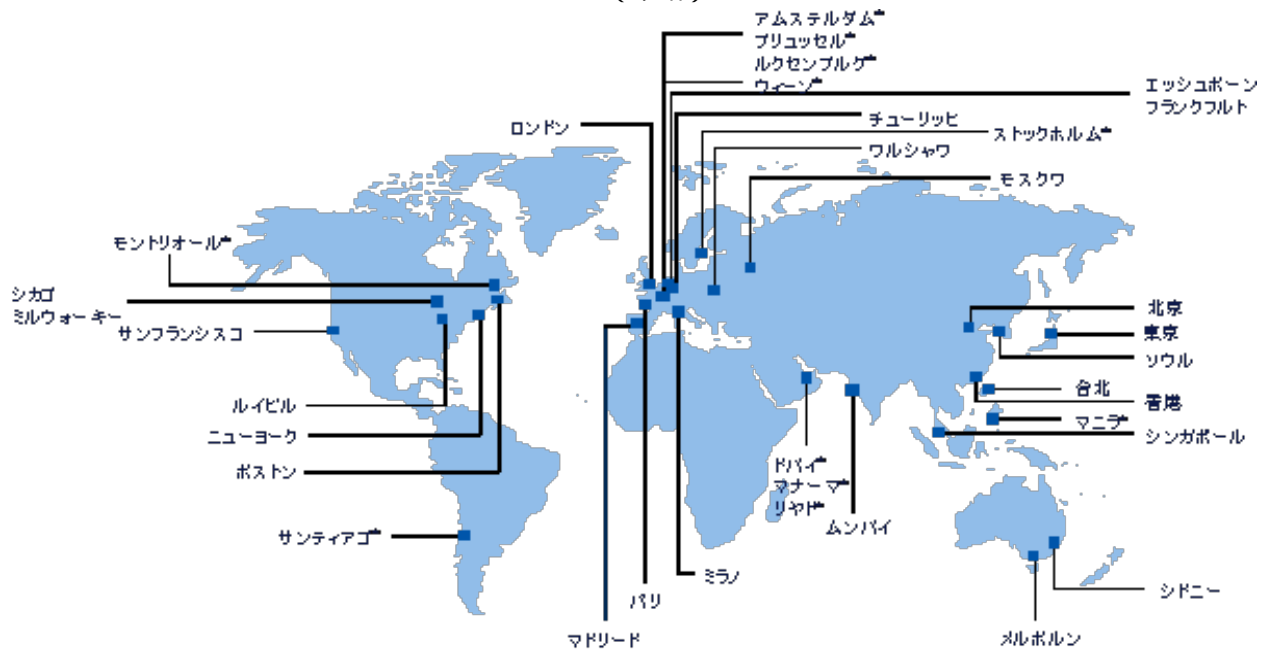 アムステルダム*
ブリュッセル*
ルクセンブルグ*
ウィーン*
エッシュボーン
フランクフルト
チューリッヒ
ロンドン
ストックホルム*
ワルシャワ
モスクワ
モントリオール*
シカゴ
ミルウォーキー
サンフランシスコ
北京
東京
ソウル
台北
香港
マニラ*
シンガポール
ルイビル
ニューヨーク
ボストン
ドバイ*
マナーマ*
リヤド*
ムンバイ
サンティアゴ*
ミラノ
パリ
シドニー
マドリード
メルボルン